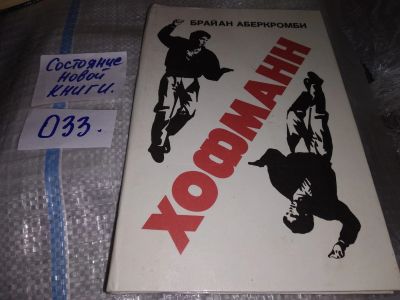 Состояние
новой
книги.
033.
БРАЙАН АБЕРКРОМБИ
ХОФМАНН